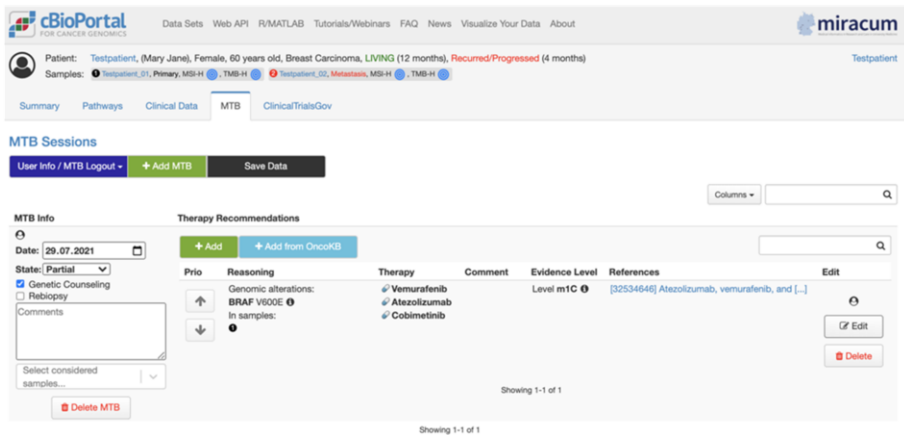 cBioPortal
FOR CANCER GENOMICS
Data Sets Web API R/MATLAB Tutorials/Webinars FAQ News Visualize Your Data About
miracum
Patient: Testpatient, (Mary Jane), Female, 60 years old, Breast Carcinoma, LIVING (12 months), Recurred/Progressed (4 months)
Testpatient
Samples: 1 Testpatient_01, Primary, MSI-H , TMB-H 2 Testpatient_02, Metastasis, MSI-H , TMB-H
Summary Pathways Clinical Data MTB ClinicalTrialsGov
MTB Sessions
User Info / MTB Logout + Add MTB Save Data
Columns
MTB Info Therapy Recommendations
Date: 29.07.2021
+ Add + Add from OncoKB
State: Partial
Prio Reasoning Therapy Comment Evidence Level References Edit
Genetic Counseling
Rebiopsy
Comments
Genomic alterations: Vemurafenib Level m1C [32534646] Atezolizumab, vemurafenib, and [...]
BRAF V600E Atezolizumab
In samples: Cobimetinib
1
Edit
Delete
Select considered
samples...
Showing 1-1 of 1
Delete MTB
Showing 1-1 of 1